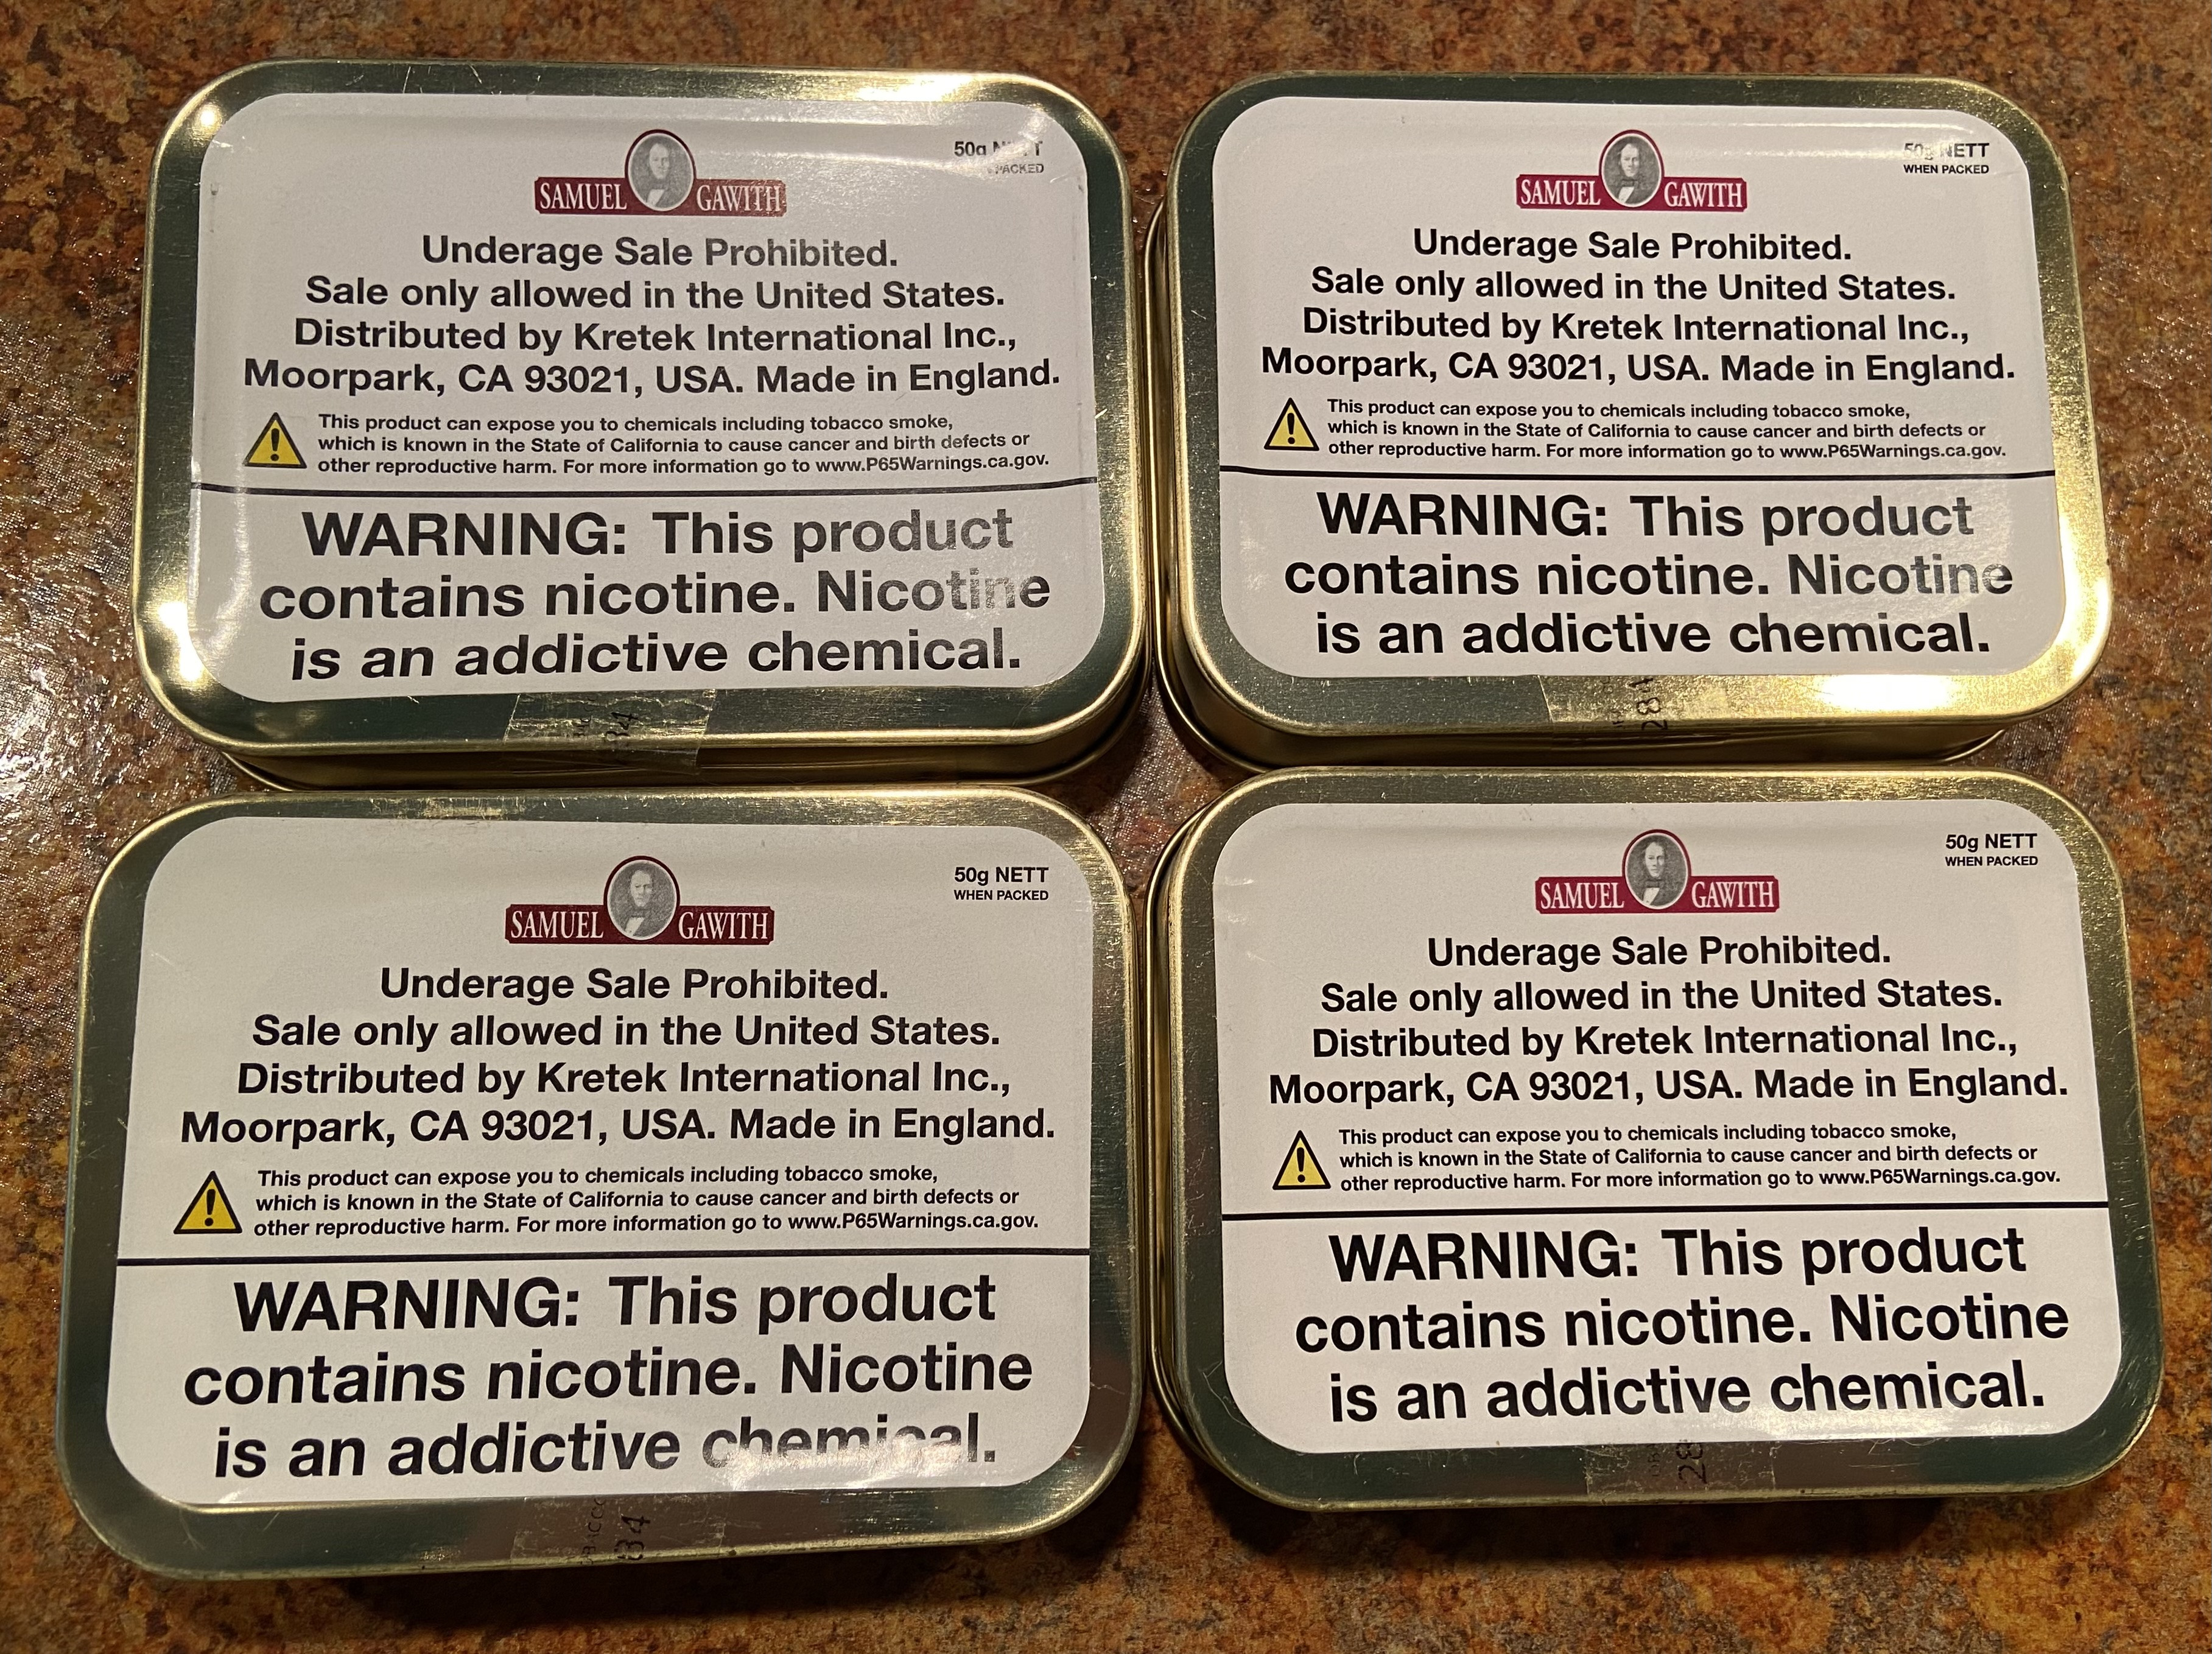 SAMUEL GAWITH
50g
PACKED
Underage Sale Prohibited.
Sale only allowed in the United States.
Distributed by Kretek International Inc.,
Moorpark, CA 93021, USA. Made in England.
This product can expose you to chemicals including tobacco smoke,
which is known in the State of California to cause cancer and birth defects or
other reproductive harm. For more information go to www.P65Warnings.ca.gov.
WARNING: This product
contains nicotine. Nicotine
is an addictive chemical.
SAMUEL GAWITH
50g NETT
WHEN PACKED
Underage Sale Prohibited.
Sale only allowed in the United States.
Distributed by Kretek International Inc.,
Moorpark, CA 93021, USA. Made in England.
This product can expose you to chemicals including tobacco smoke,
which is known in the State of California to cause cancer and birth defects or
other reproductive harm. For more information go to www.P65Warnings.ca.gov.
WARNING: This product
contains nicotine. Nicotine
is an addictive chemical.
SAMUEL GAWITH
50g NETT
WHEN PACKED
Underage Sale Prohibited.
Sale only allowed in the United States.
Distributed by Kretek International Inc.,
Moorpark, CA 93021, USA. Made in England.
This product can expose you to chemicals including tobacco smoke,
which is known in the State of California to cause cancer and birth defects or
other reproductive harm. For more information go to www.P65Warnings.ca.gov.
WARNING: This product
contains nicotine. Nicotine
is an addictive chemical.
SAMUEL GAWITH
50g NETT
WHEN PACKED
Underage Sale Prohibited.
Sale only allowed in the United States.
Distributed by Kretek International Inc.,
Moorpark, CA 93021, USA. Made in England.
This product can expose you to chemicals including tobacco smoke,
which is known in the State of California to cause cancer and birth defects or
other reproductive harm. For more information go to www.P65Warnings.ca.gov.
WARNING: This product
contains nicotine. Nicotine
is an addictive chemical.